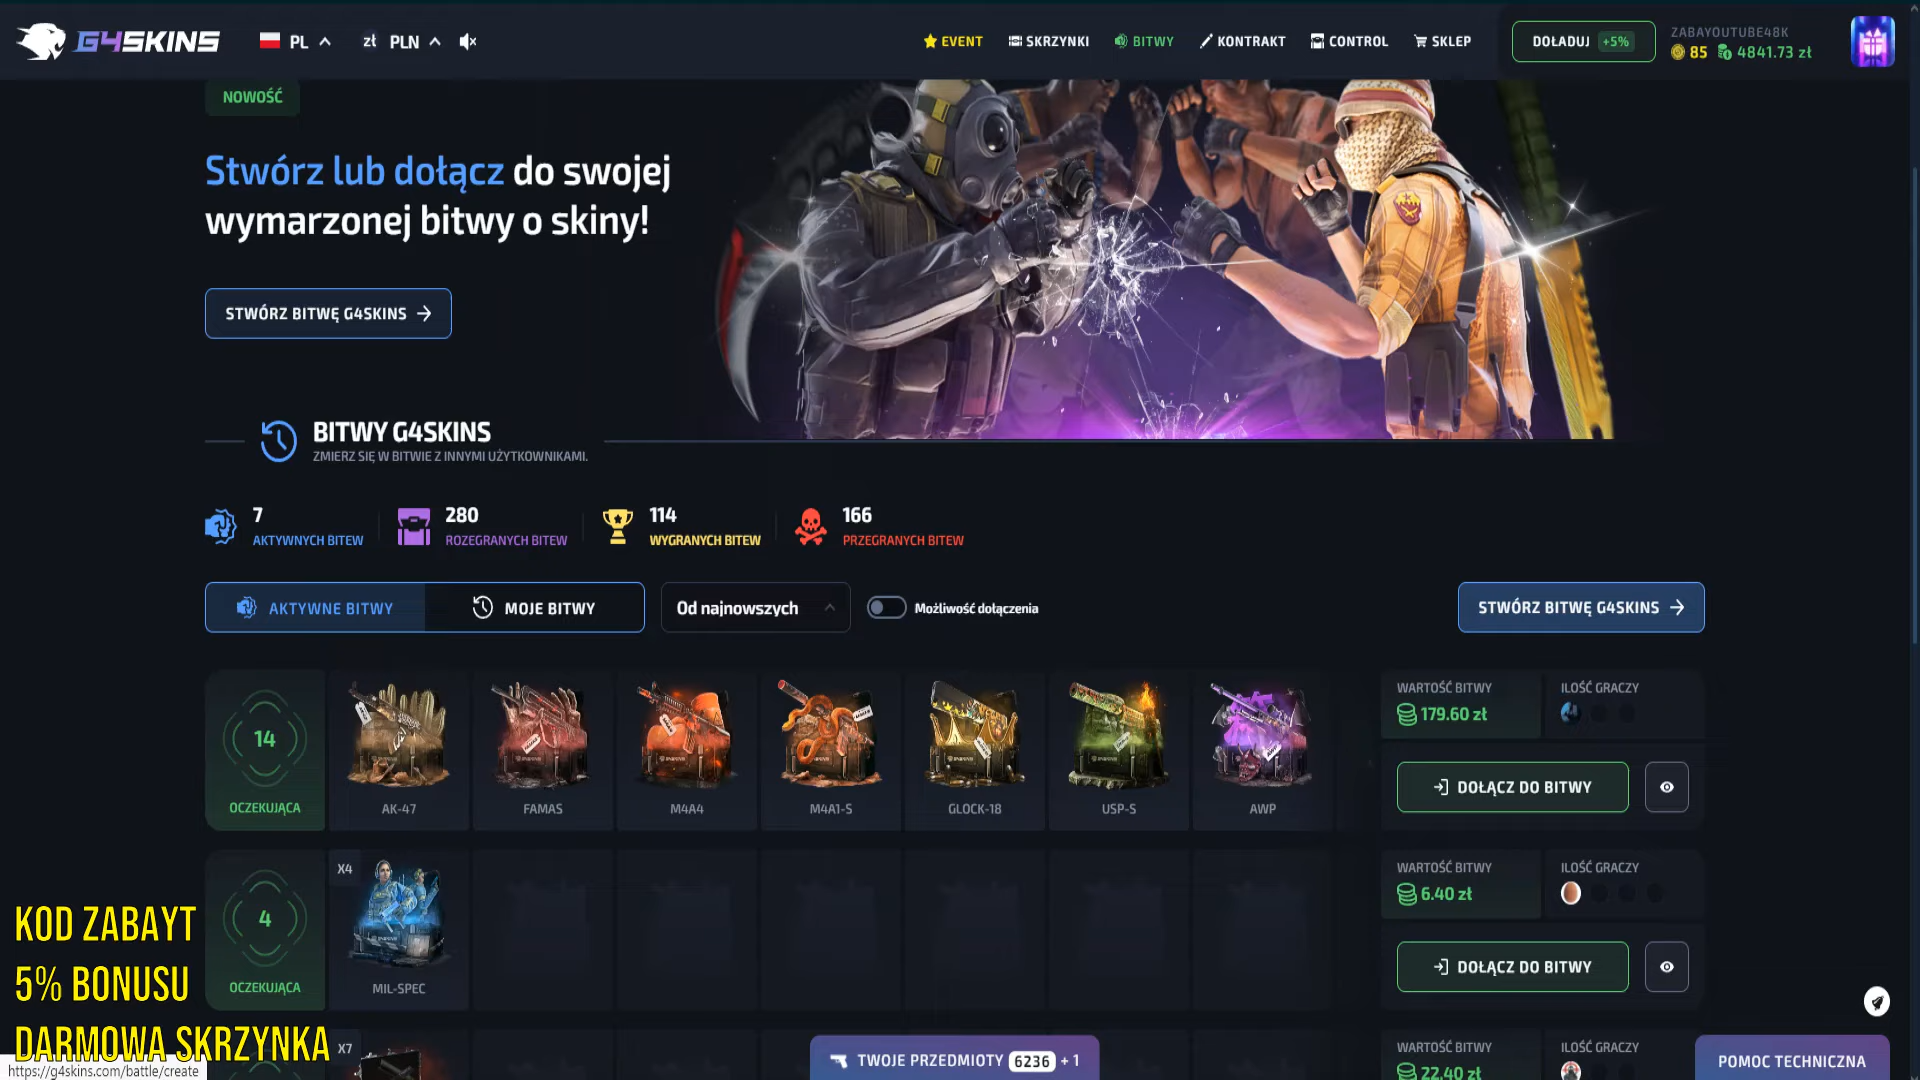 G4SKINS
PL
zł PLN
EVENT
SKRZYNKI
BITWY
KONTRAKT
CONTROL
SKLEP
DOŁADUJ +5%
ZABAYOUTUBE48K
85 4841.73 zł
NOWOŚĆ
Stwórz lub dołącz do swojej
wymarzonej bitwy o skiny!
STWÓRZ BITWĘ G4SKINS
BITWY G4SKINS
ZMIERZ SIĘ W BITWIE Z INNYMI UŻYTKOWNIKAMI.
7
AKTYWNYCH BITEW
280
ROZEGRANYCH BITEW
114
WYGRANYCH BITEW
166
PRZEGRANYCH BITEW
AKTYWNE BITWY
MOJE BITWY
Od najnowszych
Możliwość dołączenia
STWÓRZ BITWĘ G4SKINS
14
OCZEKUJĄCA
AK-47
FAMAS
M4A4
M4A1-S
GLOCK-18
USP-S
AWP
WARTOŚĆ BITWY
179.60 zł
ILOŚĆ GRACZY
DOŁĄCZ DO BITWY
4
OCZEKUJĄCA
X4
MIL-SPEC
WARTOŚĆ BITWY
6.40 zł
ILOŚĆ GRACZY
DOŁĄCZ DO BITWY
KOD ZABAYT
5% BONUSU
DARMOWA SKRZYNKA
X7
WARTOŚĆ BITWY
22.40 zł
ILOŚĆ GRACZY
TWOJE PRZEDMIOTY 6236 + 1
POMOC TECHNICZNA
https://g4skins.com/battle/create